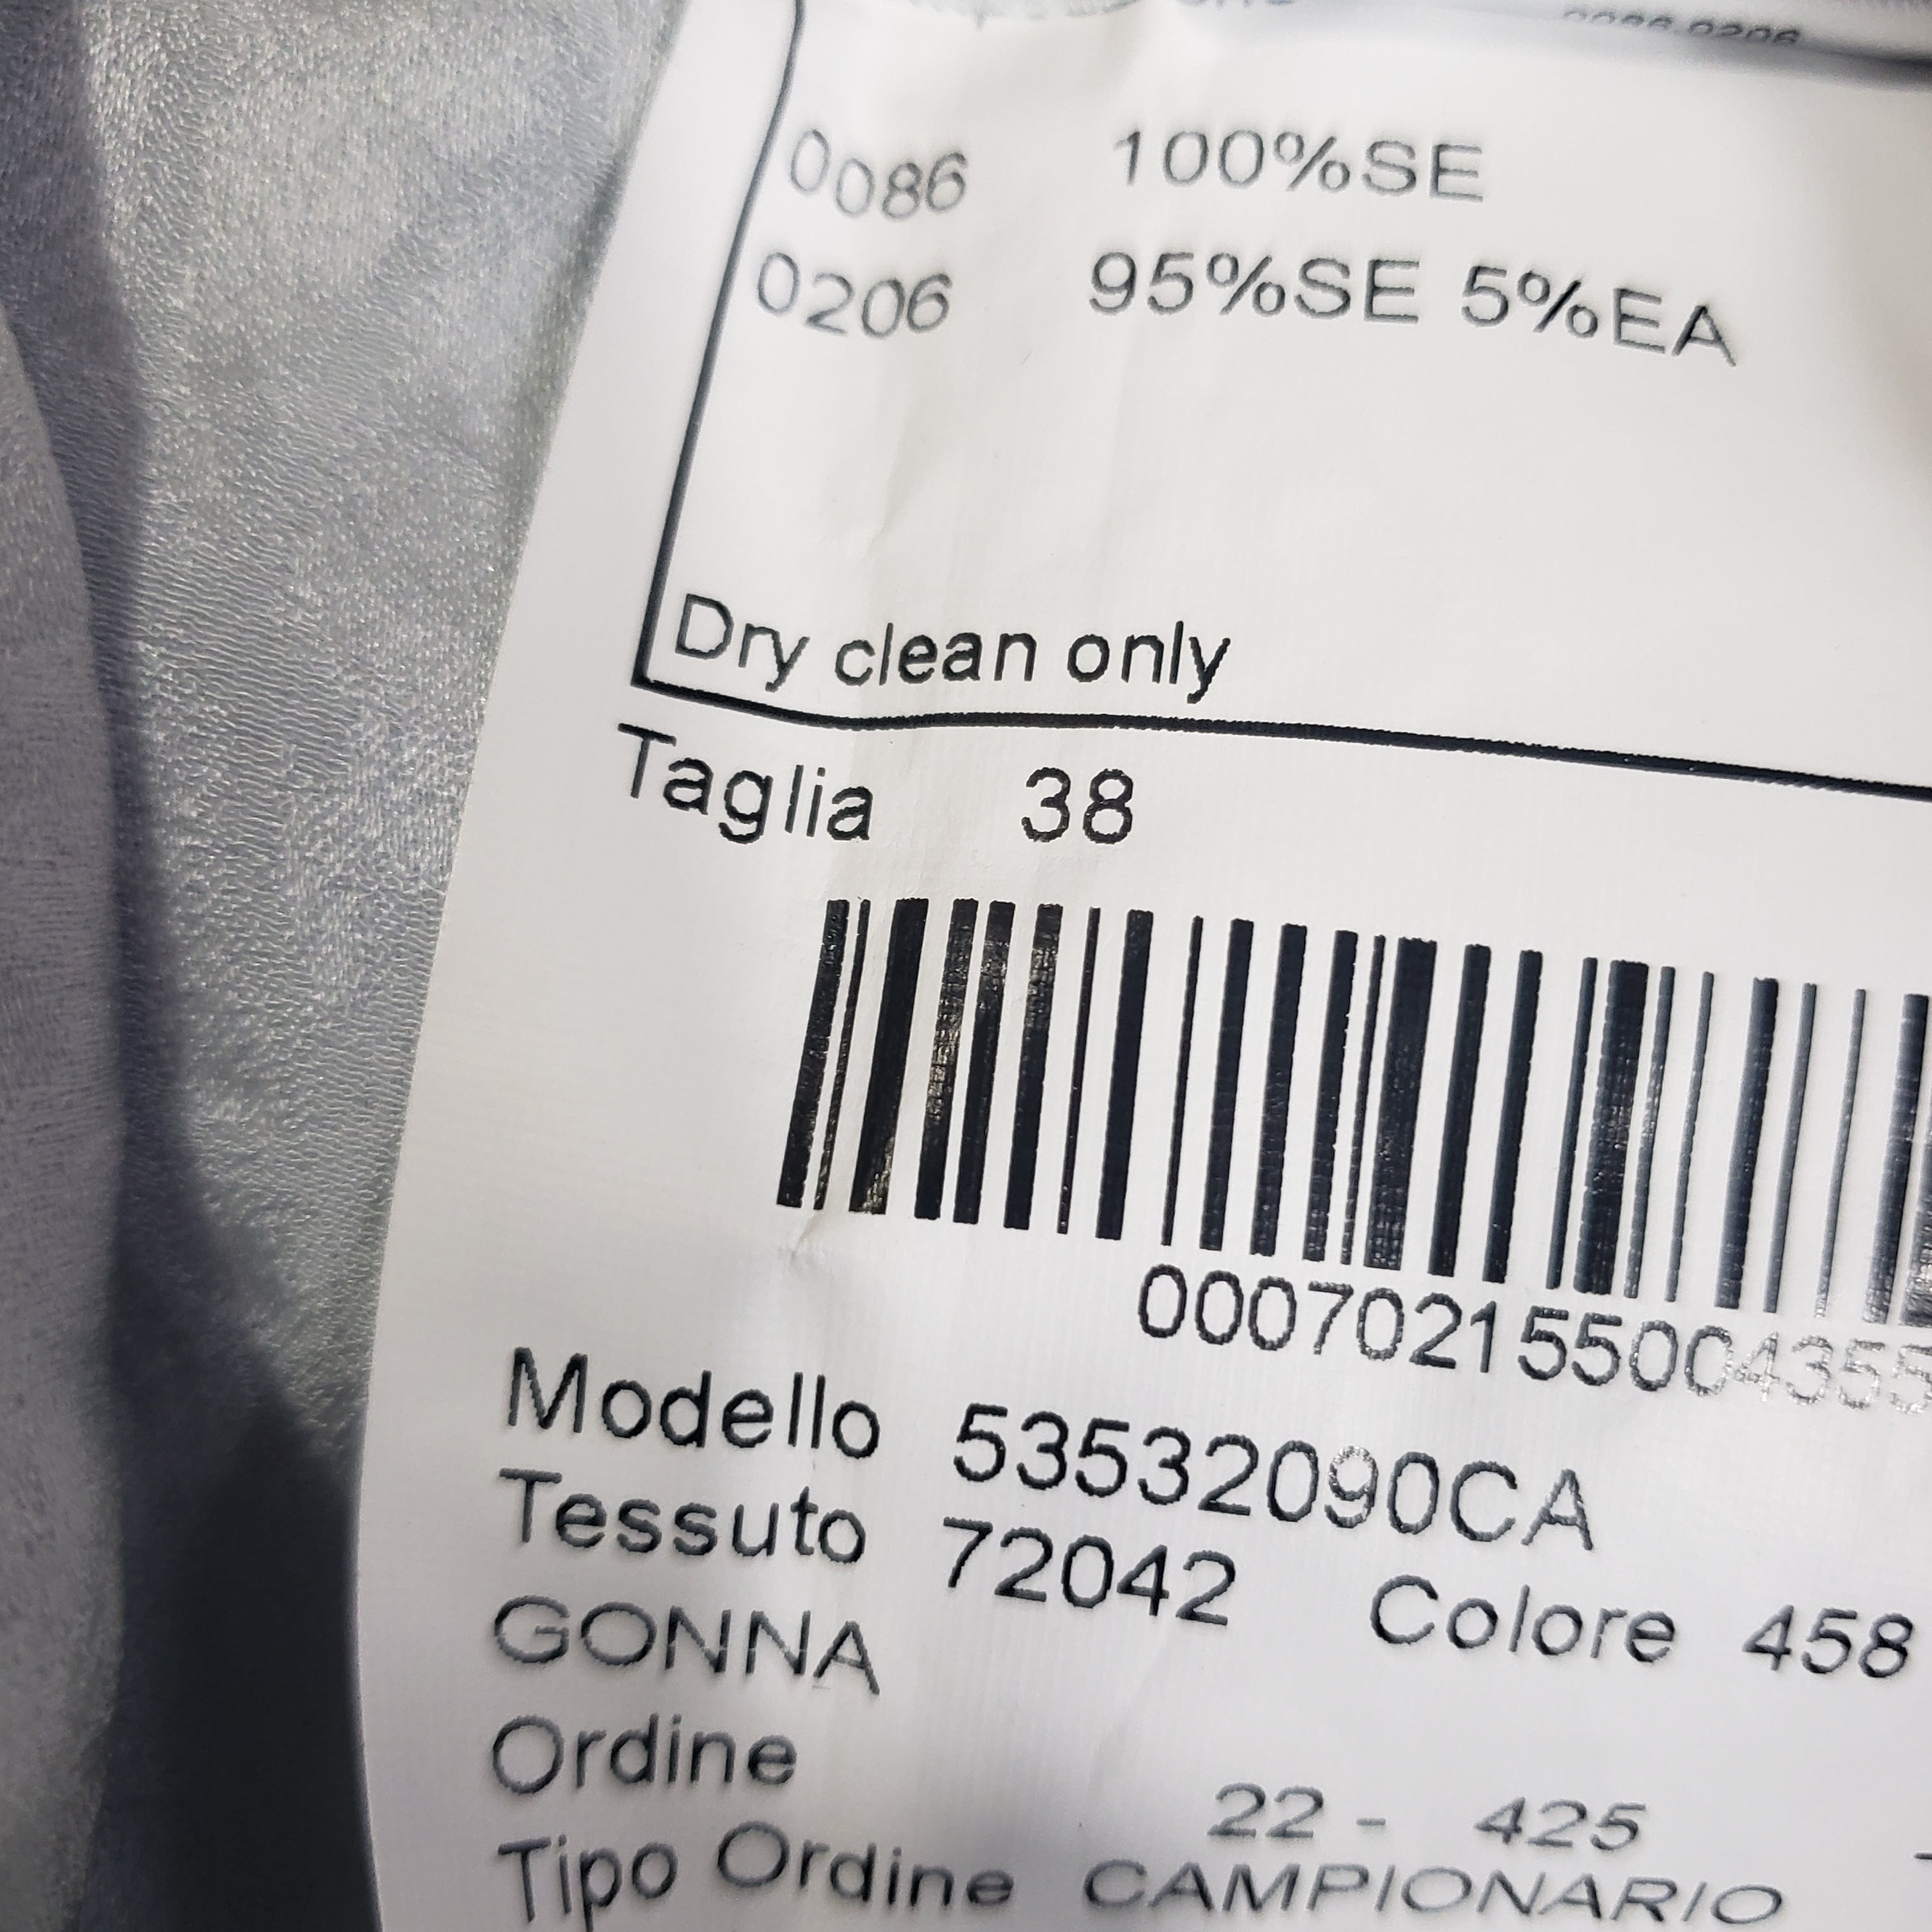 0086 100%SE
0206 95%SE 5%EA
Dry clean only
Taglia 38
000702155004355
Modello 53532090CA
Tessuto 72042 Colore 458
GONNA
Ordine 22 - 425
Tipo Ordine CAMPIONARIO